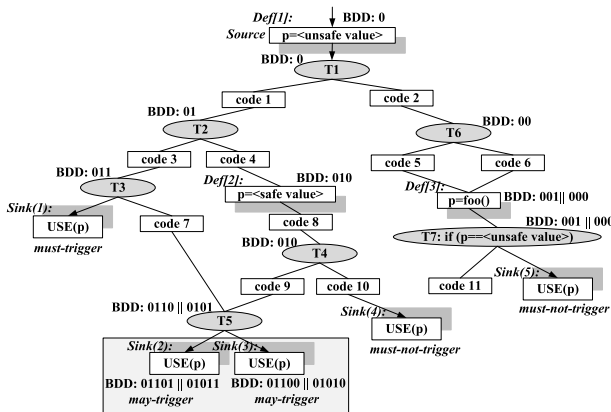 Def[1]: BDD: 0
Source p=<unsafe value>
BDD: 0
T1
code 1 code 2
BDD: 01 BDD: 00
T2 T6
code 3 code 4 code 5 code 6
BDD: 011 Def[2]: BDD: 010 Def[3]: BDD: 001|| 000
T3 p=<safe value> p=foo()
Sink(1): code 7 code 8 BDD: 001 || 000
USE(p) BDD: 010 T7: if (p==<unsafe value>)
must-trigger T4
code 9 code 10 code 11 Sink(5):
BDD: 0110 || 0101 Sink(4): USE(p)
T5 USE(p) must-not-trigger
Sink(2): Sink(3): must-not-trigger
USE(p) USE(p)
BDD: 01101 || 01011 BDD: 01100 || 01010
may-trigger may-trigger